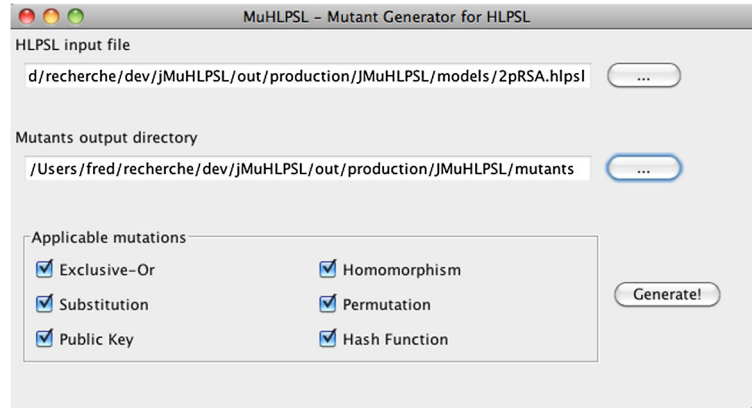 MuHLPSL - Mutant Generator for HLPSL
HLPSL input file
d/recherche/dev/jMuHLPSL/out/production/JMuHLPSL/models/2pRSA.hlpsl
...
Mutants output directory
/Users/fred/recherche/dev/jMuHLPSL/out/production/JMuHLPSL/mutants
...
Applicable mutations
Exclusive-Or
Homomorphism
Substitution
Permutation
Generate!
Public Key
Hash Function